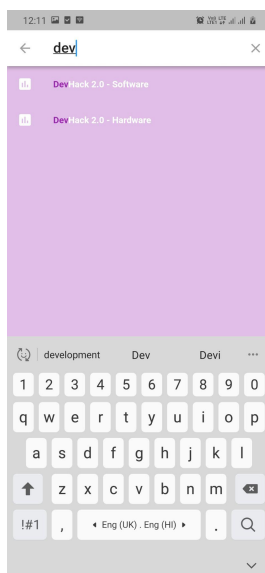 12:11
dev
DevHack 2.0 - Software
DevHack 2.0 - Hardware
development Dev Devi
1 2 3 4 5 6 7 8 9 0
q w e r t y u i o p
a s d f g h j k l
z x c v b n m
!#1 , Eng (UK) . Eng (HI) .